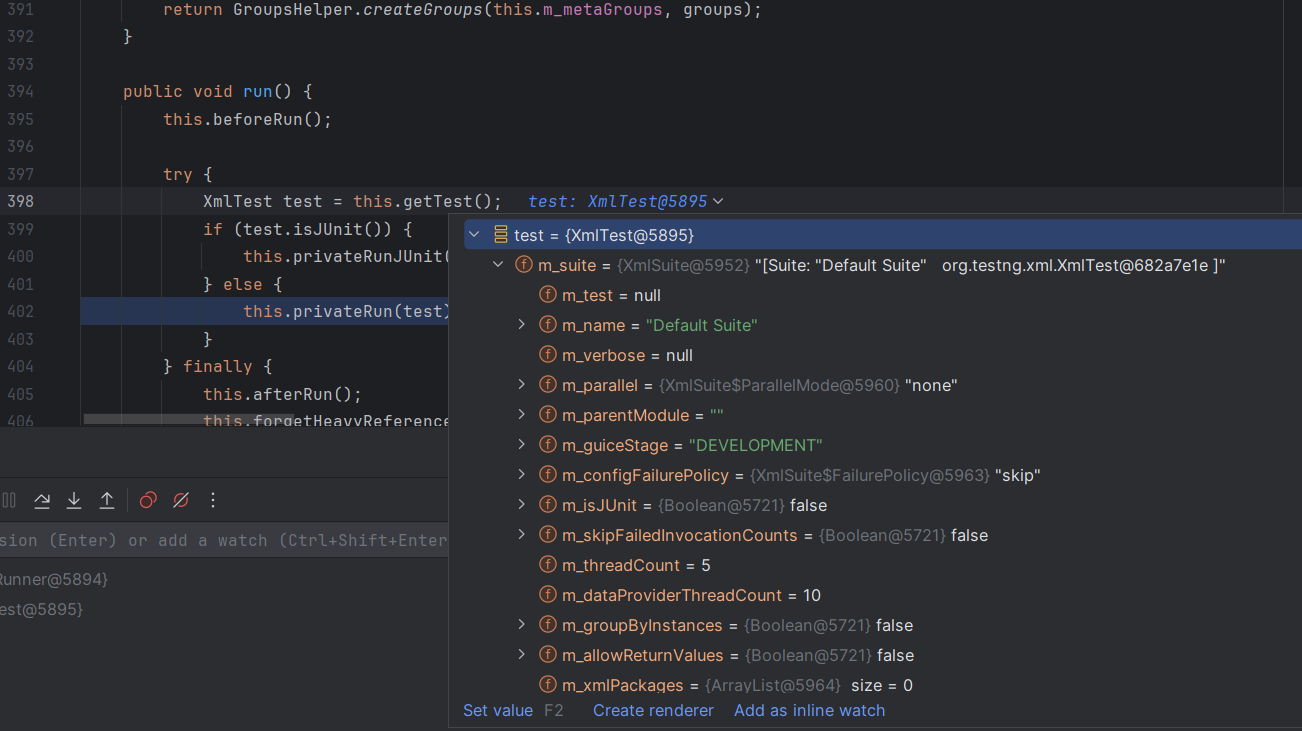 391 return GroupsHelper.createGroups(this.m_metaGroups, groups);
392 }
393
394 public void run() {
395 this.beforeRun();
396
397 try {
398 XmlTest test = this.getTest(); test: XmlTest@5895
399 if (test.isJUnit()) {
400 this.privateRunJUnit(
401 } else {
402 this.privateRun(test)
403 }
404 } finally {
405 this.afterRun();
406 this.forgetHeavyReference
test = {XmlTest@5895}
m_suite = {XmlSuite@5952} "[Suite: "Default Suite" org.testng.xml.XmlTest@682a7e1e ]"
m_test = null
m_name = "Default Suite"
m_verbose = null
m_parallel = {XmlSuite$ParallelMode@5960} "none"
m_parentModule = ""
m_guiceStage = "DEVELOPMENT"
m_configFailurePolicy = {XmlSuite$FailurePolicy@5963} "skip"
m_isJUnit = {Boolean@5721} false
m_skipFailedInvocationCounts = {Boolean@5721} false
m_threadCount = 5
m_dataProviderThreadCount = 10
m_groupByInstances = {Boolean@5721} false
m_allowReturnValues = {Boolean@5721} false
m_xmlPackages = {ArrayList@5964} size = 0
Set value F2 Create renderer Add as inline watch
sion (Enter) or add a watch (Ctrl+Shift+Enter
Runner@5894}
est@5895}